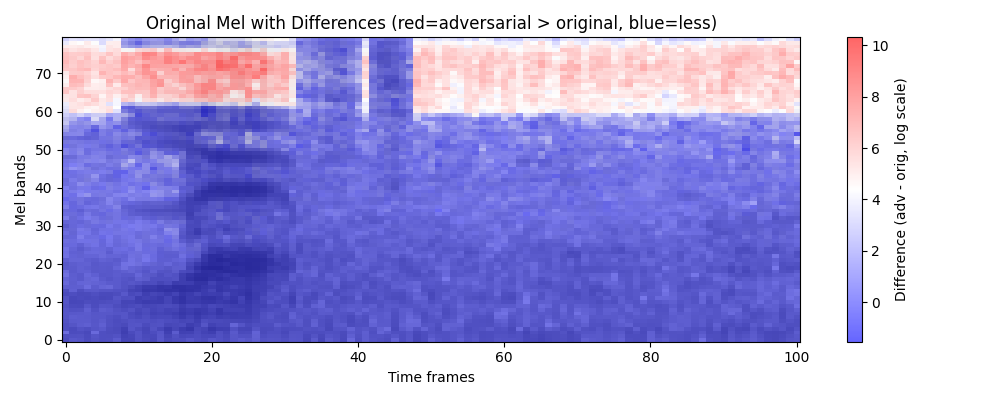 Original Mel with Differences (red=adversarial > original, blue=less)
Mel bands
70
60
50
40
30
20
10
0
0 20 40 60 80 100
Time frames
10
8
6
4
2
0
Difference (adv - orig, log scale)